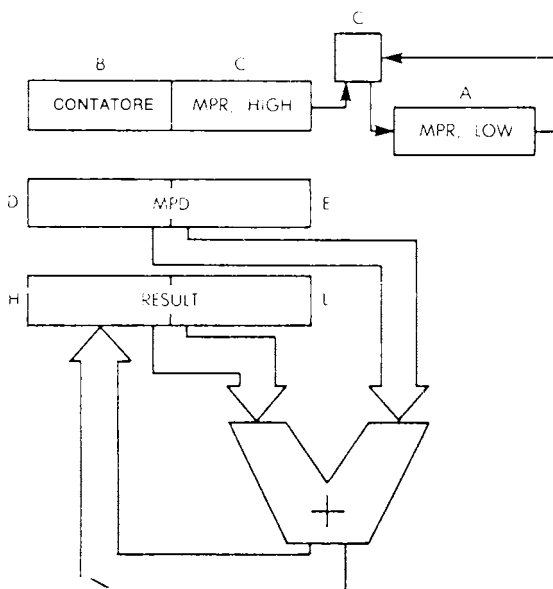 C
B C
CONTATORE MPR, HIGH
A
MPR, LOW
D MPD E
H RESULT L
+